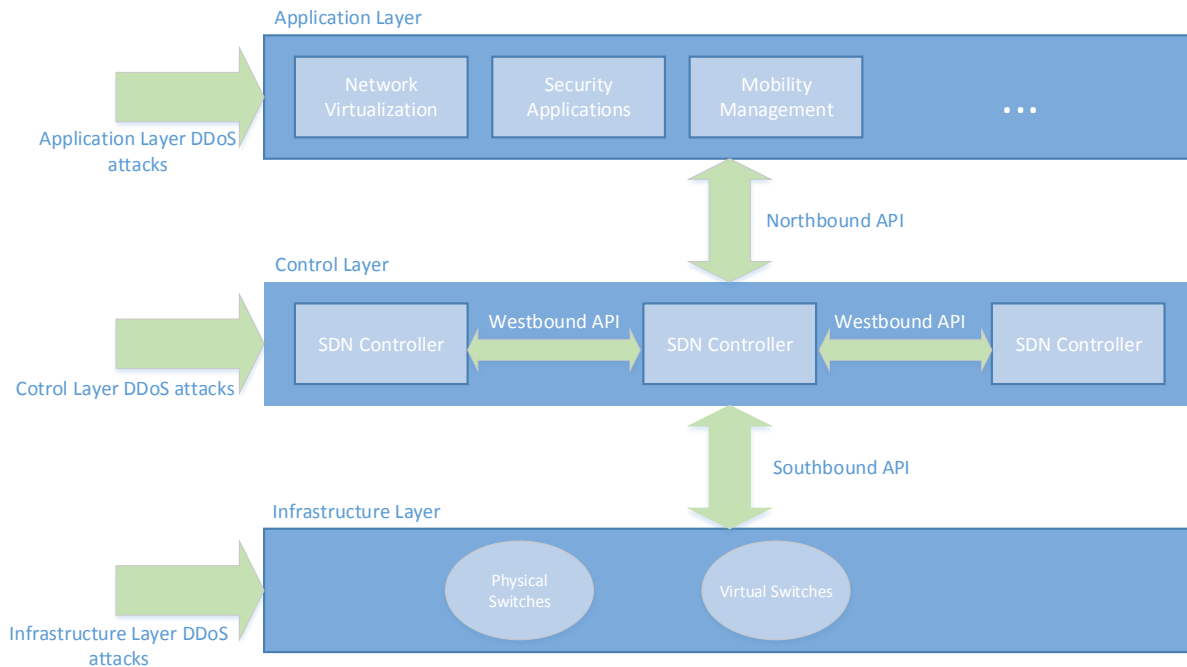 Application Layer
Network
Virtualization
Security
Applications
Mobility
Management
...
Application Layer DDoS
attacks
Northbound API
Control Layer
SDN Controller
Westbound API
SDN Controller
Westbound API
SDN Controller
Cotrol Layer DDoS attacks
Southbound API
Infrastructure Layer
Physical
Switches
Virtual Switches
Infrastructure Layer DDoS
attacks